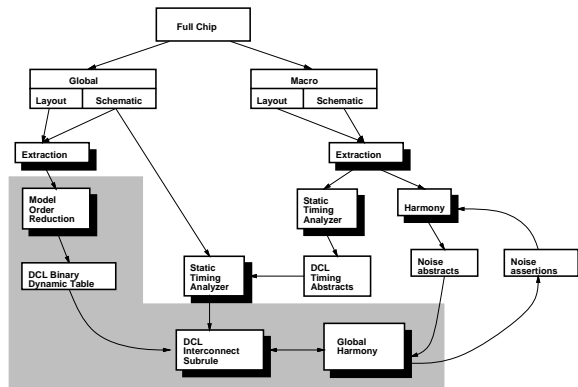 Full Chip
Global
Macro
Layout
Schematic
Layout
Schematic
Extraction
Extraction
Model
Order
Reduction
Static
Timing
Analyzer
Harmony
DCL Binary
Dynamic Table
Static
Timing
Analyzer
DCL
Timing
Abstracts
Noise
abstracts
Noise
assertions
DCL
Interconnect
Subrule
Global
Harmony